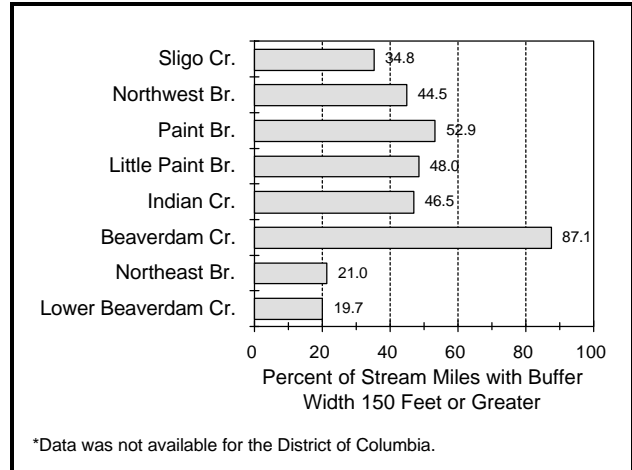 Sligo Cr. 34.8
Northwest Br. 44.5
Paint Br. 52.9
Little Paint Br. 48.0
Indian Cr. 46.5
Beaverdam Cr. 87.1
Northeast Br. 21.0
Lower Beaverdam Cr. 19.7
0 20 40 60 80 100
Percent of Stream Miles with Buffer
Width 150 Feet or Greater
*Data was not available for the District of Columbia.